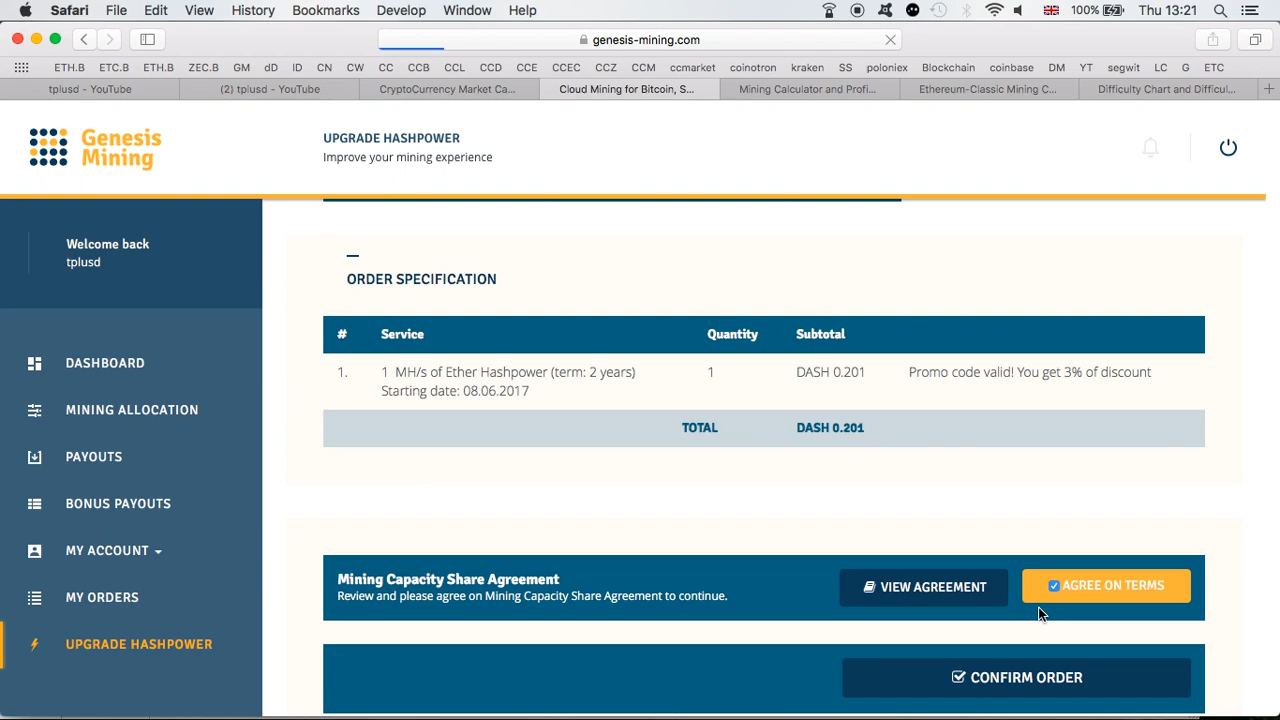 Safari File Edit View History Bookmarks Develop Window Help 100% Thu 13:21
genesis-mining.com
ETH.B ETC.B ETH.B ZEC.B GM dD ID CN CW CC CCB CCL CCD CCE CCEC CCZ CCM ccmarket coinotron kraken SS poloniex Blockchain coinbase DM YT segwit LC G ETC
tplusd - YouTube (2) tplusd - YouTube CryptoCurrency Market Ca... Cloud Mining for Bitcoin, S... Mining Calculator and Profi... Ethereum-Classic Mining C... Difficulty Chart and Difficul...
Genesis
Mining
UPGRADE HASHPOWER
Improve your mining experience
Welcome back
tplusd
DASHBOARD
MINING ALLOCATION
PAYOUTS
BONUS PAYOUTS
MY ACCOUNT
MY ORDERS
UPGRADE HASHPOWER
ORDER SPECIFICATION
# Service Quantity Subtotal
1. 1 MH/s of Ether Hashpower (term: 2 years) 1 DASH 0.201 Promo code valid! You get 3% of discount
Starting date: 08.06.2017
TOTAL DASH 0.201
Mining Capacity Share Agreement
Review and please agree on Mining Capacity Share Agreement to continue.
VIEW AGREEMENT
AGREE ON TERMS
CONFIRM ORDER